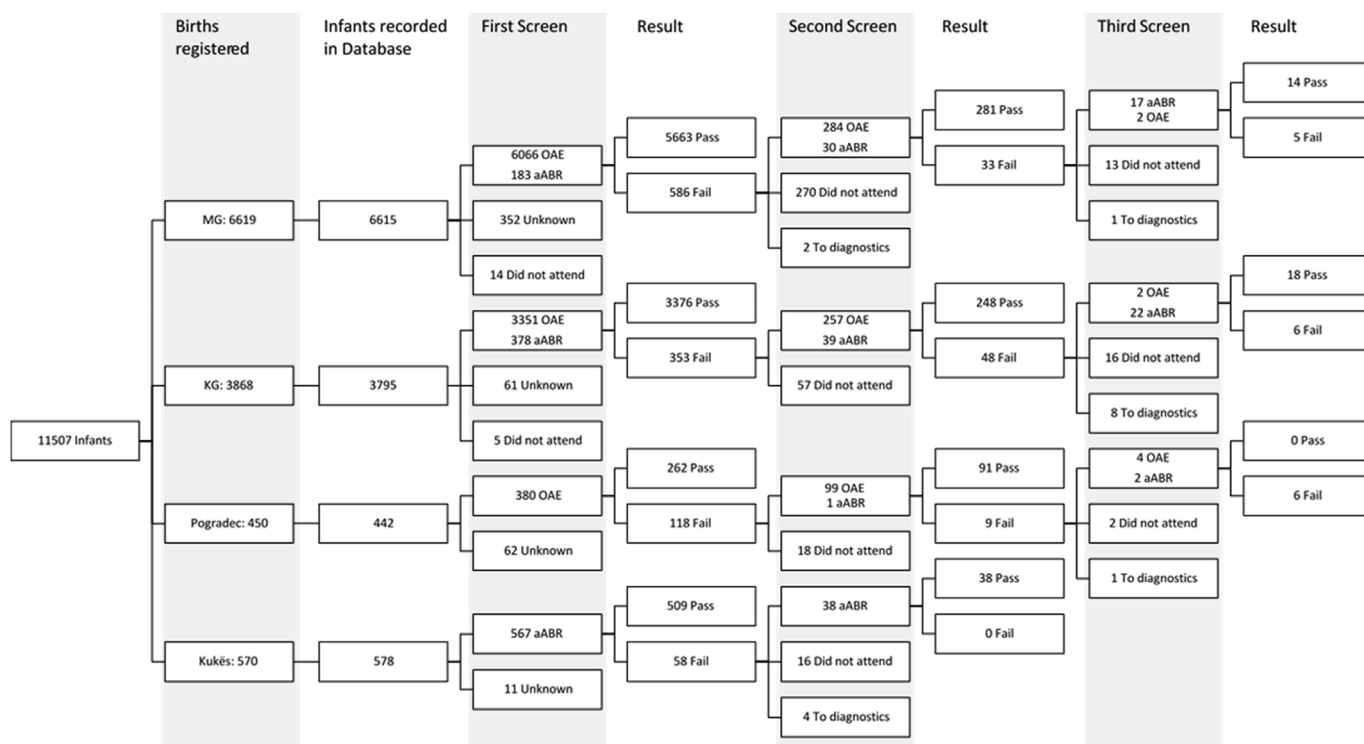 Births
registered
Infants recorded
in Database
First Screen
Result
Second Screen
Result
Third Screen
Result
11507 Infants
MG: 6619
6615
6066 OAE
183 aABR
352 Unknown
14 Did not attend
5663 Pass
586 Fail
284 OAE
30 aABR
270 Did not attend
2 To diagnostics
281 Pass
33 Fail
17 aABR
2 OAE
13 Did not attend
1 To diagnostics
14 Pass
5 Fail
KG: 3868
3795
3351 OAE
378 aABR
61 Unknown
5 Did not attend
3376 Pass
353 Fail
257 OAE
39 aABR
57 Did not attend
248 Pass
48 Fail
2 OAE
22 aABR
16 Did not attend
8 To diagnostics
18 Pass
6 Fail
Pogradec: 450
442
380 OAE
62 Unknown
262 Pass
118 Fail
99 OAE
1 aABR
18 Did not attend
91 Pass
9 Fail
4 OAE
2 aABR
2 Did not attend
1 To diagnostics
0 Pass
6 Fail
Kukës: 570
578
567 aABR
11 Unknown
509 Pass
58 Fail
38 aABR
16 Did not attend
4 To diagnostics
38 Pass
0 Fail